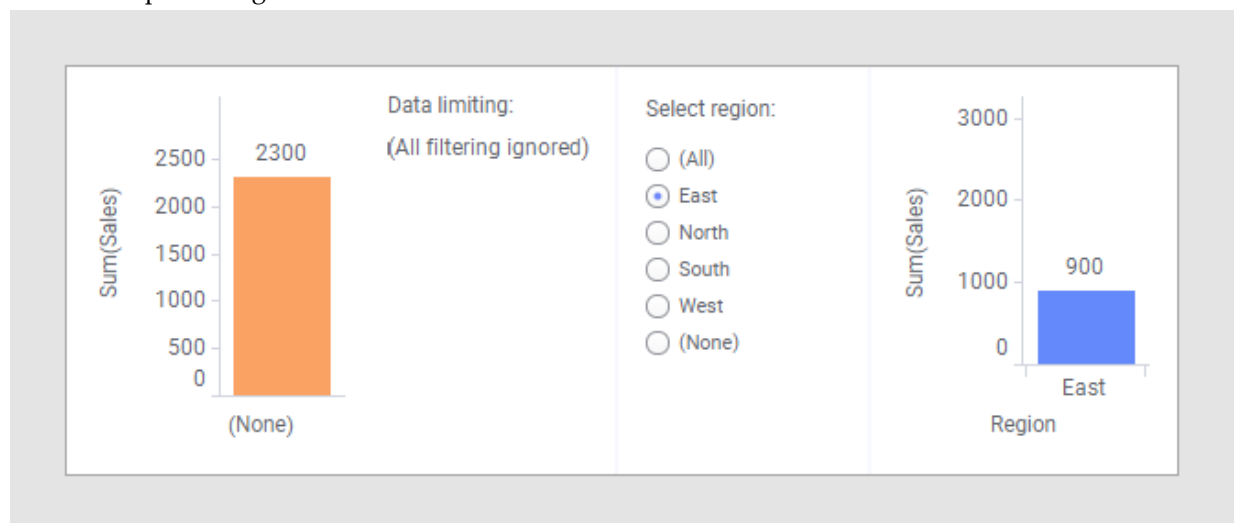 Data limiting:
(All filtering ignored)
2500
2000
1500
1000
500
0
2300
Sum(Sales)
(None)
Select region:
(All)
East
North
South
West
(None)
3000
2000
1000
0
900
Sum(Sales)
East
Region